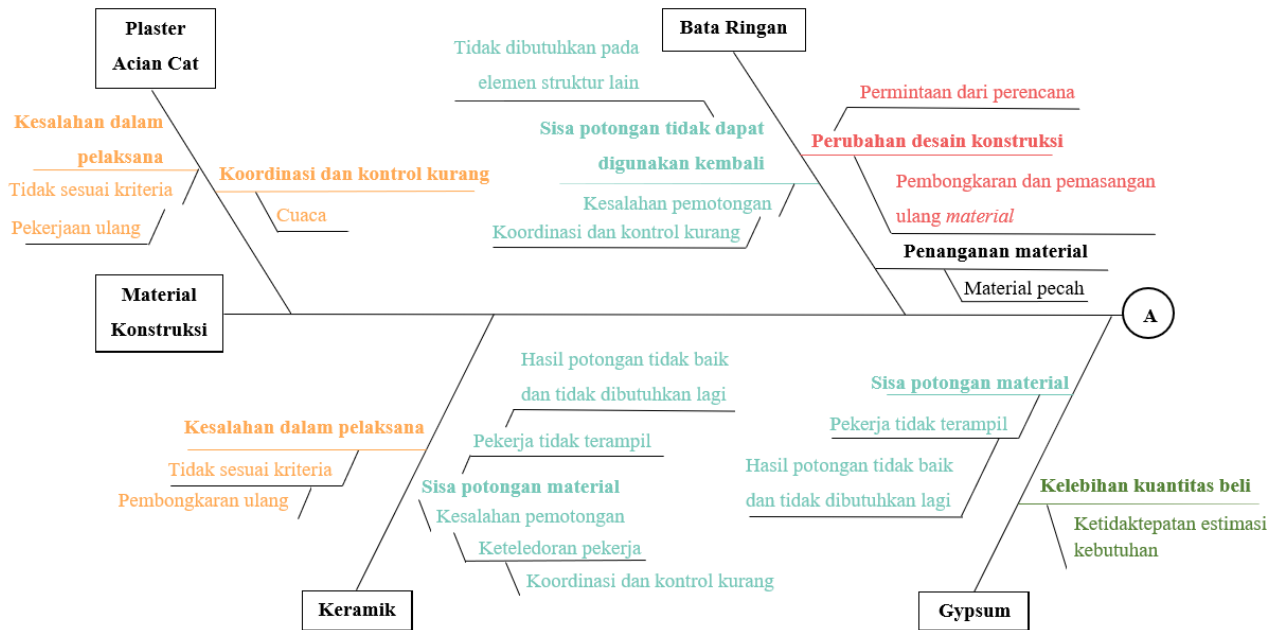 Plaster
Acian Cat
Kesalahan dalam
pelaksana
Tidak sesuai kriteria
Pekerjaan ulang
Koordinasi dan kontrol kurang
Cuaca
Bata Ringan
Tidak dibutuhkan pada
elemen struktur lain
Sisa potongan tidak dapat
digunakan kembali
Kesalahan pemotongan
Koordinasi dan kontrol kurang
Permintaan dari perencana
Perubahan desain konstruksi
Pembongkaran dan pemasangan
ulang material
Penanganan material
Material pecah
Material
Konstruksi
A
Kesalahan dalam pelaksana
Tidak sesuai kriteria
Pembongkaran ulang
Hasil potongan tidak baik
dan tidak dibutuhkan lagi
Pekerja tidak terampil
Sisa potongan material
Kesalahan pemotongan
Keteledoran pekerja
Koordinasi dan kontrol kurang
Keramik
Sisa potongan material
Pekerja tidak terampil
Hasil potongan tidak baik
dan tidak dibutuhkan lagi
Kelebihan kuantitas beli
Ketidaktepatan estimasi
kebutuhan
Gypsum